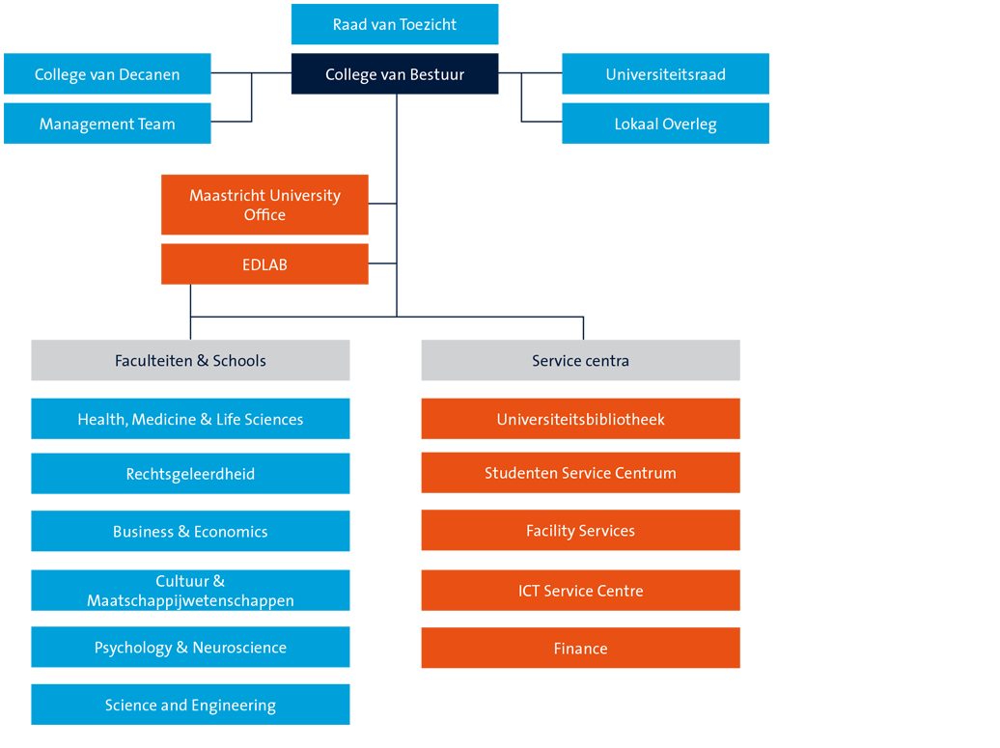 Raad van Toezicht
College van Decanen
College van Bestuur
Universiteitsraad
Management Team
Lokaal Overleg
Maastricht University
Office
EDLAB
Faculteiten & Schools
Service centra
Health, Medicine & Life Sciences
Universiteitsbibliotheek
Rechtsgeleerdheid
Studenten Service Centrum
Business & Economics
Facility Services
Cultuur &
Maatschappijwetenschappen
ICT Service Centre
Psychology & Neuroscience
Finance
Science and Engineering